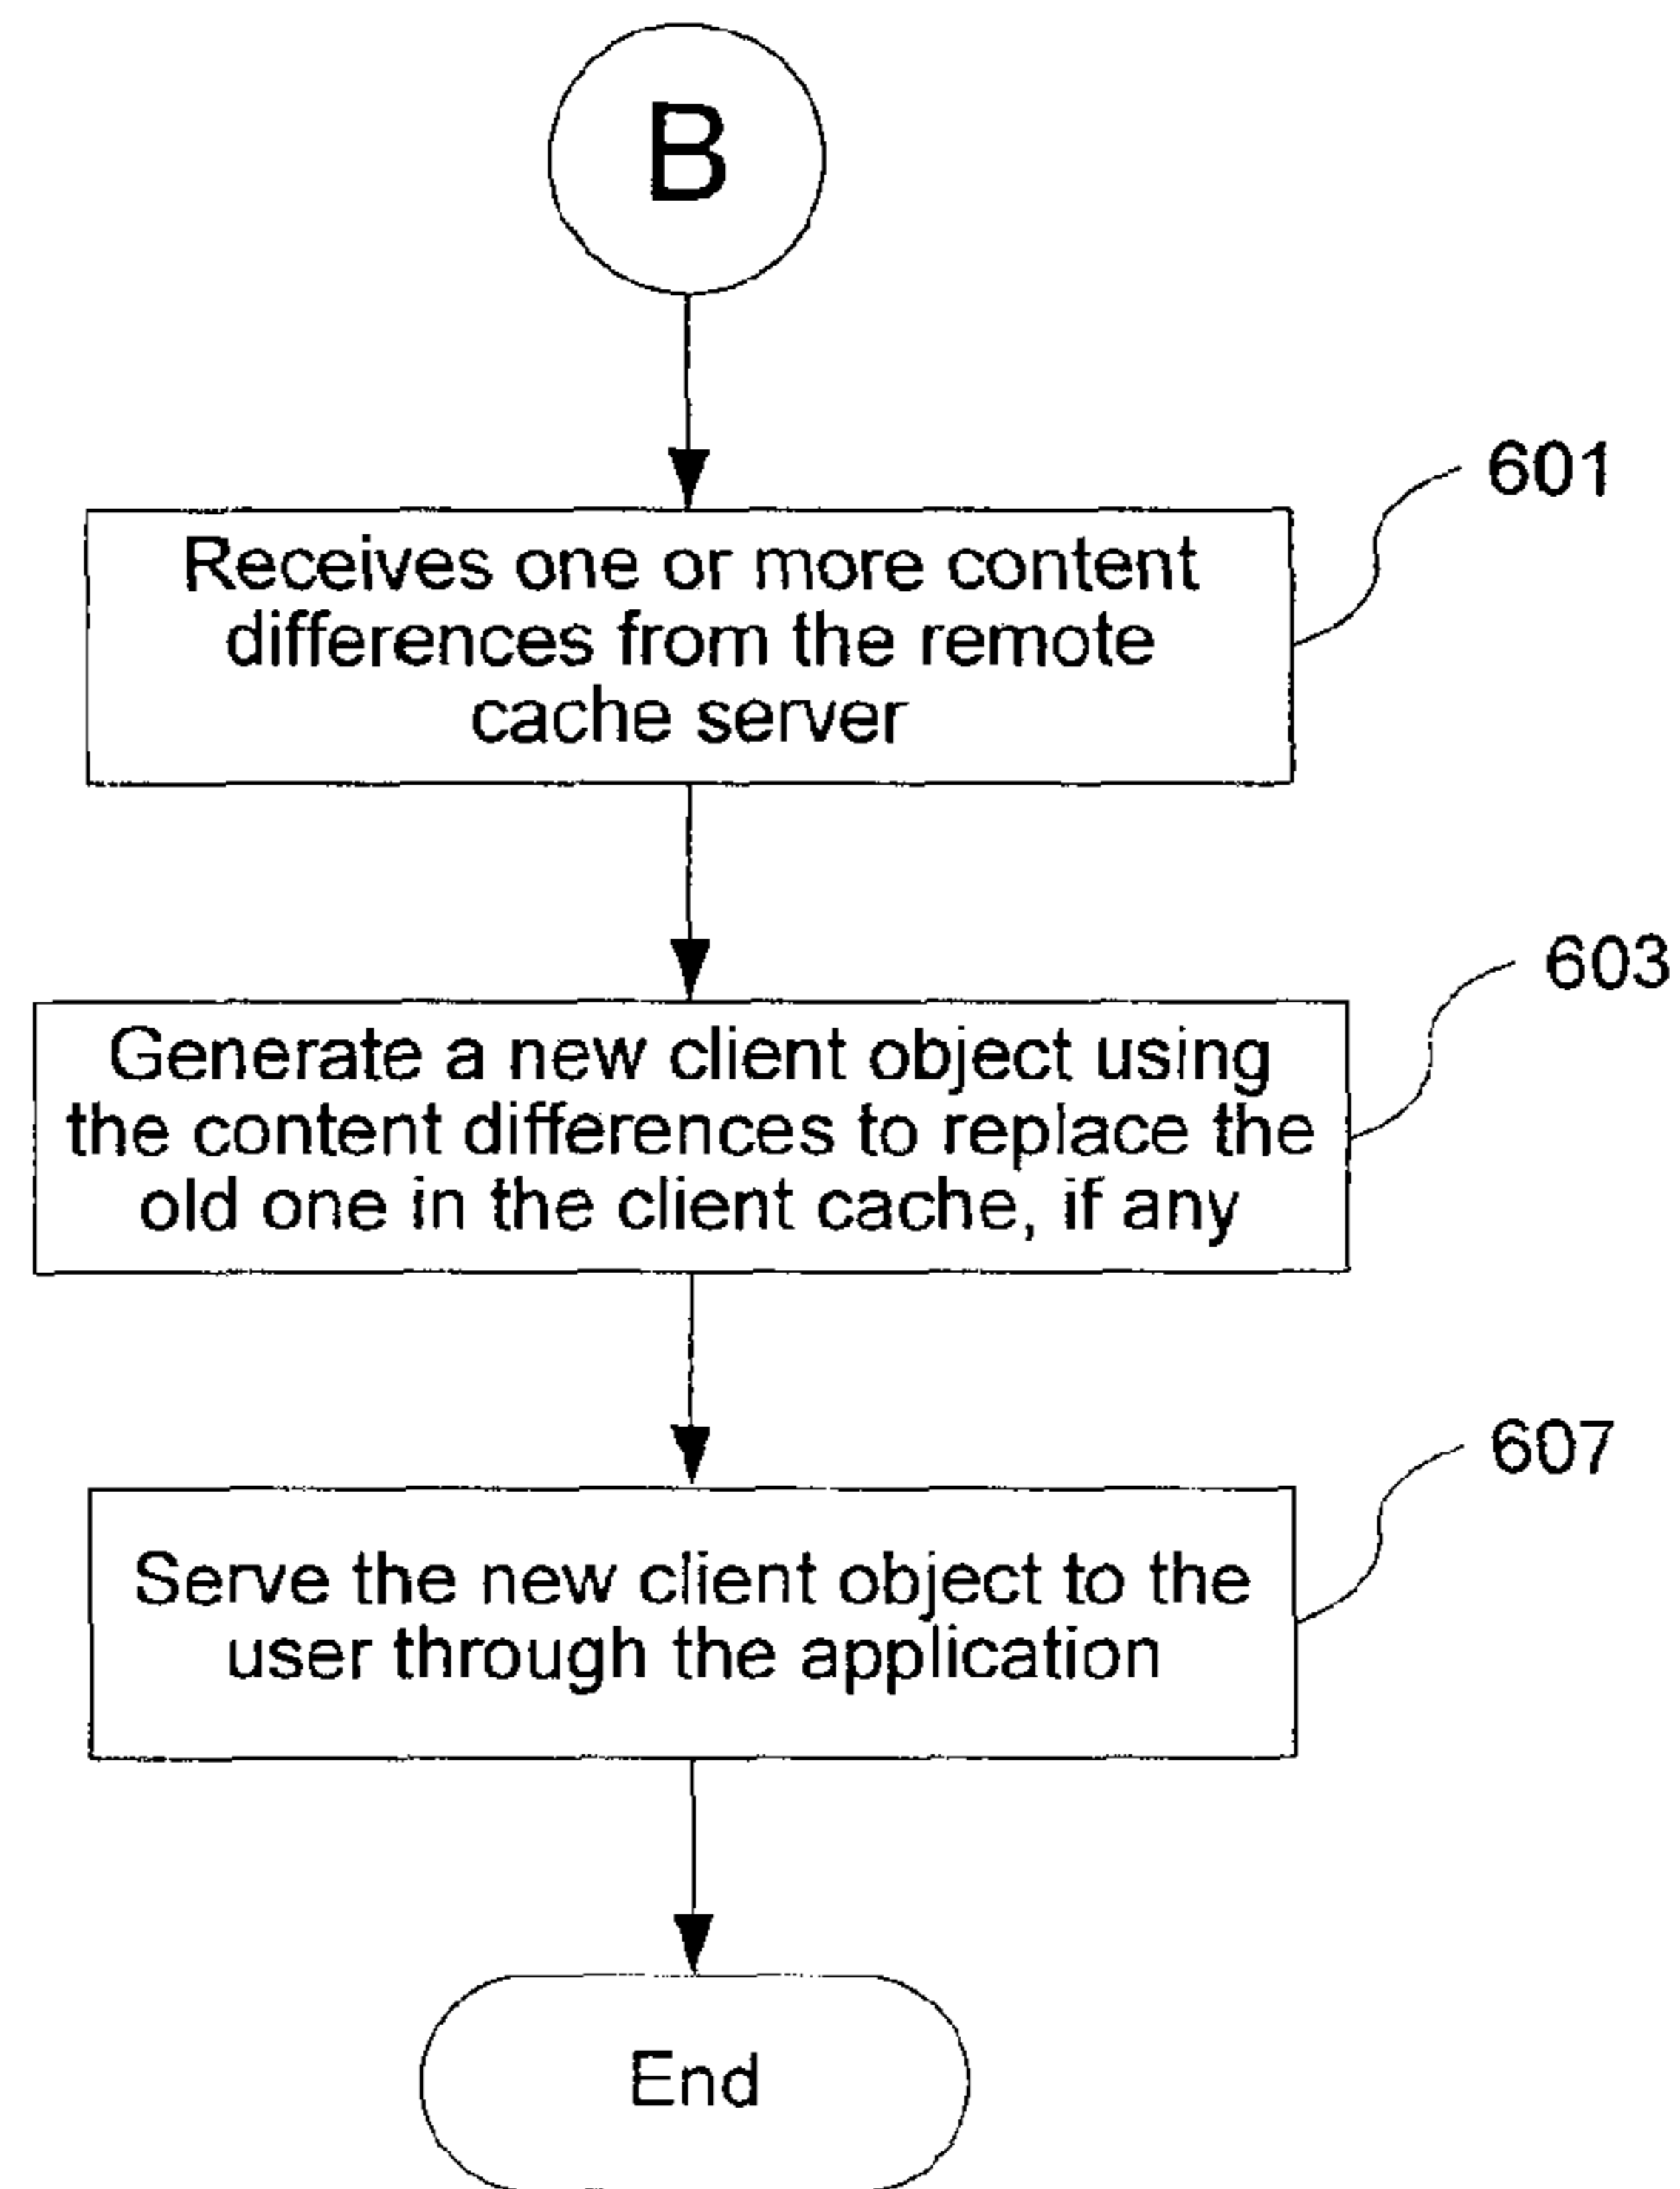 B
601
Receives one or more content
differences from the remote
cache server
603
Generate a new client object using
the content differences to replace the
old one in the client cache, if any
607
Serve the new client object to the
user through the application
End